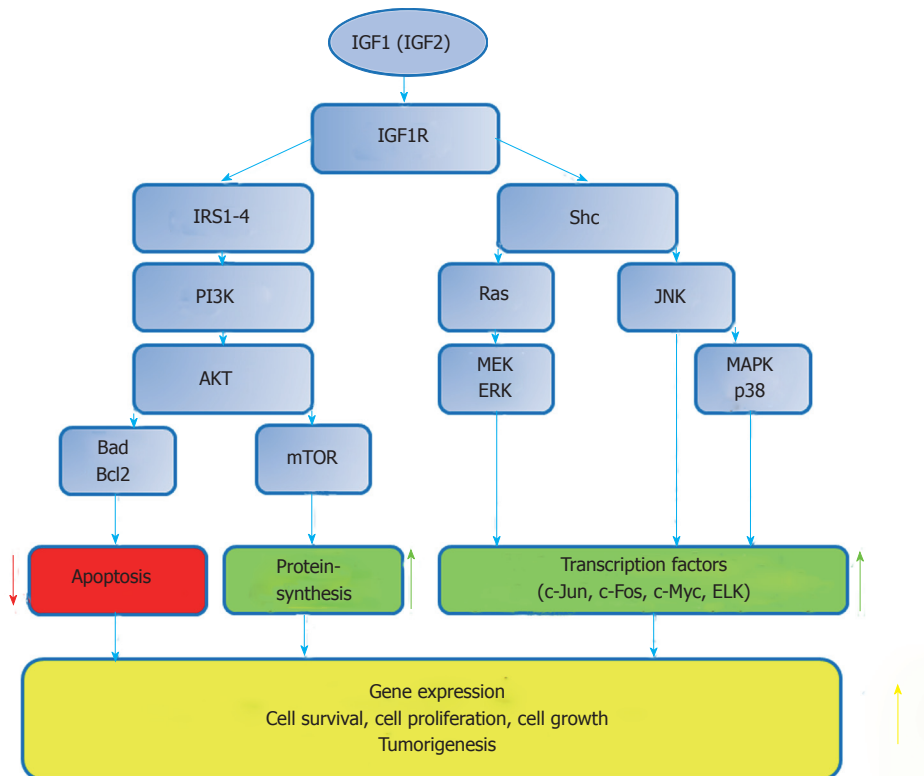 IGF1 (IGF2)
IGF1R
IRS1-4
Shc
PI3K
Ras
JNK
AKT
MEK
ERK
MAPK
p38
Bad
Bcl2
mTOR
Apoptosis
Protein-
synthesis
Transcription factors
(c-Jun, c-Fos, c-Myc, ELK)
Gene expression
Cell survival, cell proliferation, cell growth
Tumorigenesis